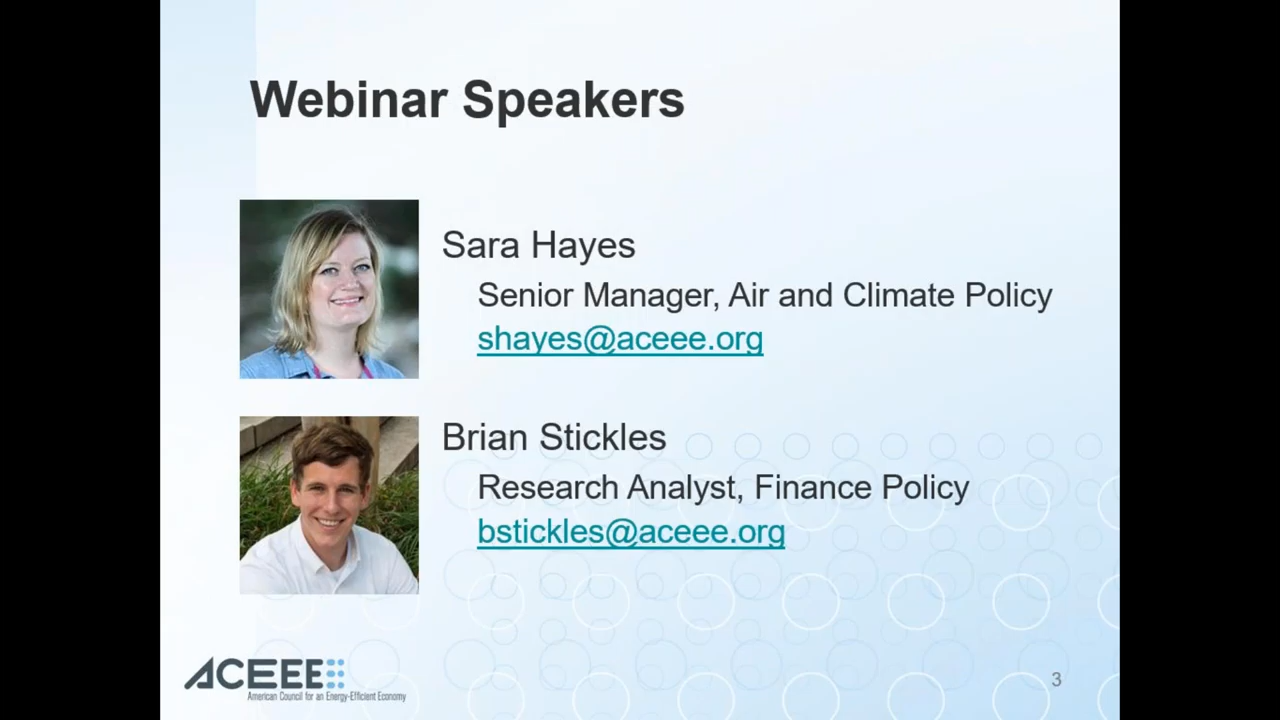 Webinar Speakers
Sara Hayes
Senior Manager, Air and Climate Policy
shayes@aceee.org
Brian Stickles
Research Analyst, Finance Policy
bstickles@aceee.org
ACEEE
American Council for an Energy-Efficient Economy
3